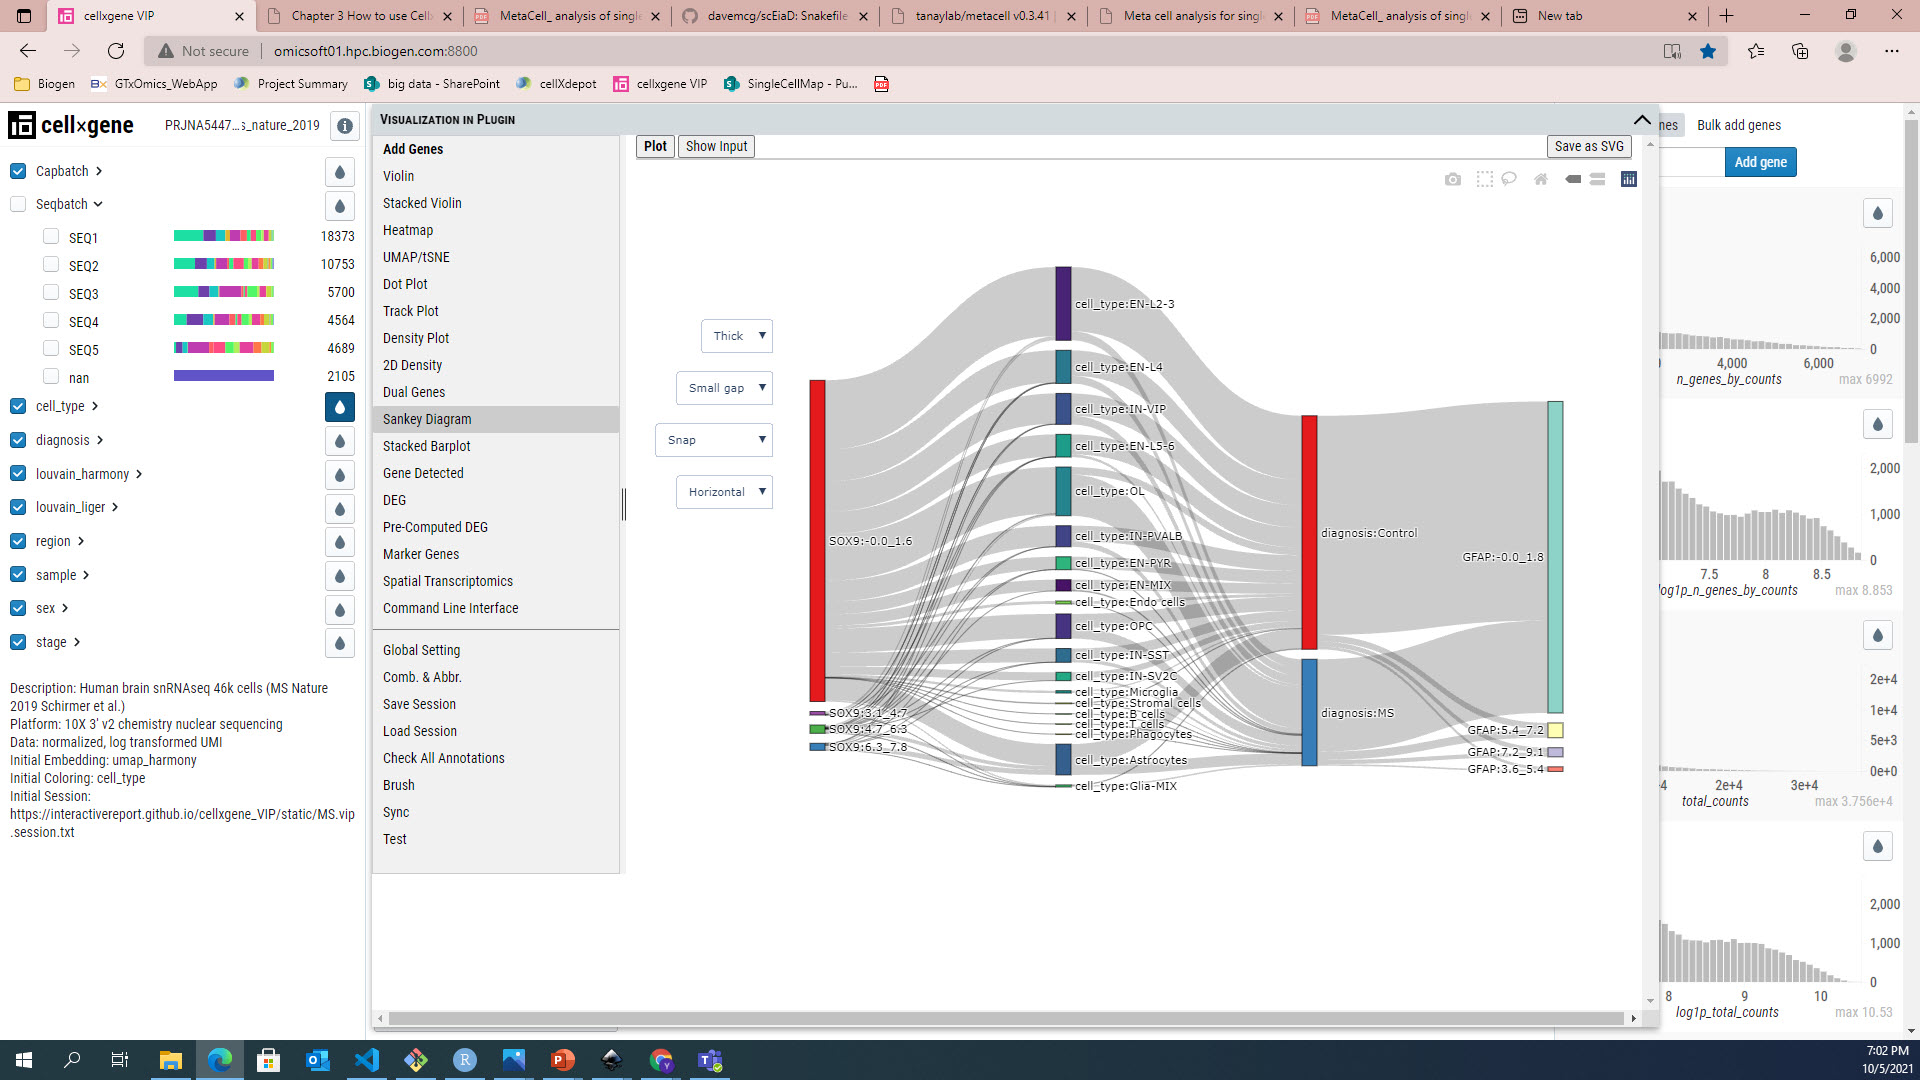 cellxgene VIP
Chapter 3 How to use Cell
MetaCell_ analysis of singl
davemcg/scEiaD: Snakefile
tanaylab/metacell v0.3.41
Meta cell analysis for singl
MetaCell_ analysis of singl
New tab
Not secure
omicsoft01.hpc.biogen.com:8800
Biogen
GTxOmics_WebApp
Project Summary
big data - SharePoint
cellXdepot
cellxgene VIP
SingleCellMap - Pu...
cell×gene
PRJNA5447...s_nature_2019
Capbatch
Seqbatch
SEQ1 18373
SEQ2 10753
SEQ3 5700
SEQ4 4564
SEQ5 4689
nan 2105
cell_type
diagnosis
louvain_harmony
louvain_liger
region
sample
sex
stage
Description: Human brain snRNAseq 46k cells (MS Nature
2019 Schirmer et al.)
Platform: 10X 3' v2 chemistry nuclear sequencing
Data: normalized, log transformed UMI
Initial Embedding: umap_harmony
Initial Coloring: cell_type
Initial Session:
https://interactivereport.github.io/cellxgene_VIP/static/MS.vip
.session.txt
Visualization in Plugin
Add Genes
Violin
Stacked Violin
Heatmap
UMAP/tSNE
Dot Plot
Track Plot
Density Plot
2D Density
Dual Genes
Sankey Diagram
Stacked Barplot
Gene Detected
DEG
Pre-Computed DEG
Marker Genes
Spatial Transcriptomics
Command Line Interface
Global Setting
Comb. & Abbr.
Save Session
Load Session
Check All Annotations
Brush
Sync
Test
Plot
Show Input
Save as SVG
Thick
Small gap
Snap
Horizontal
SOX9:-0.0_1.6
SOX9:3.1_4.7
SOX9:4.7_6.3
SOX9:6.3_7.8
cell_type:EN-L2-3
cell_type:EN-L4
cell_type:IN-VIP
cell_type:EN-L5-6
cell_type:OL
cell_type:IN-PVALB
cell_type:EN-PYR
cell_type:EN-MIX
cell_type:Endo cells
cell_type:OPC
cell_type:IN-SST
cell_type:IN-SV2C
cell_type:Microglia
cell_type:Stromal cells
cell_type:B cells
cell_type:T cells
cell_type:Phagocytes
cell_type:Astrocytes
cell_type:Glia-MIX
diagnosis:Control
diagnosis:MS
GFAP:-0.0_1.8
GFAP:5.4_7.2
GFAP:7.2_9.1
GFAP:3.6_5.4
nes
Bulk add genes
Add gene
6,000
4,000
2,000
0
4,000 6,000
n_genes_by_counts max 6992
2,000
1,000
0
7.5 8 8.5
log1p_n_genes_by_counts max 8.853
2e+4
1e+4
5e+3
0e+0
2e+4 3e+4
total_counts max 3.756e+4
2,000
1,000
0
8 9 10
log1p_total_counts max 10.53
7:02 PM
10/5/2021